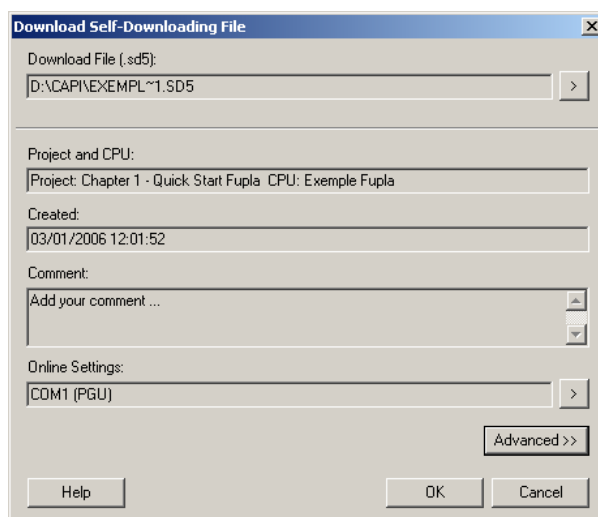 Download Self-Downloading File
Download File (.sd5):
D:\CAPI\EXEMPL~1.SD5
>
Project and CPU:
Project: Chapter 1 - Quick Start Fupla CPU: Exemple Fupla
Created:
03/01/2006 12:01:52
Comment:
Add your comment ...
Online Settings:
COM1 (PGU)
>
Advanced >>
Help
OK
Cancel